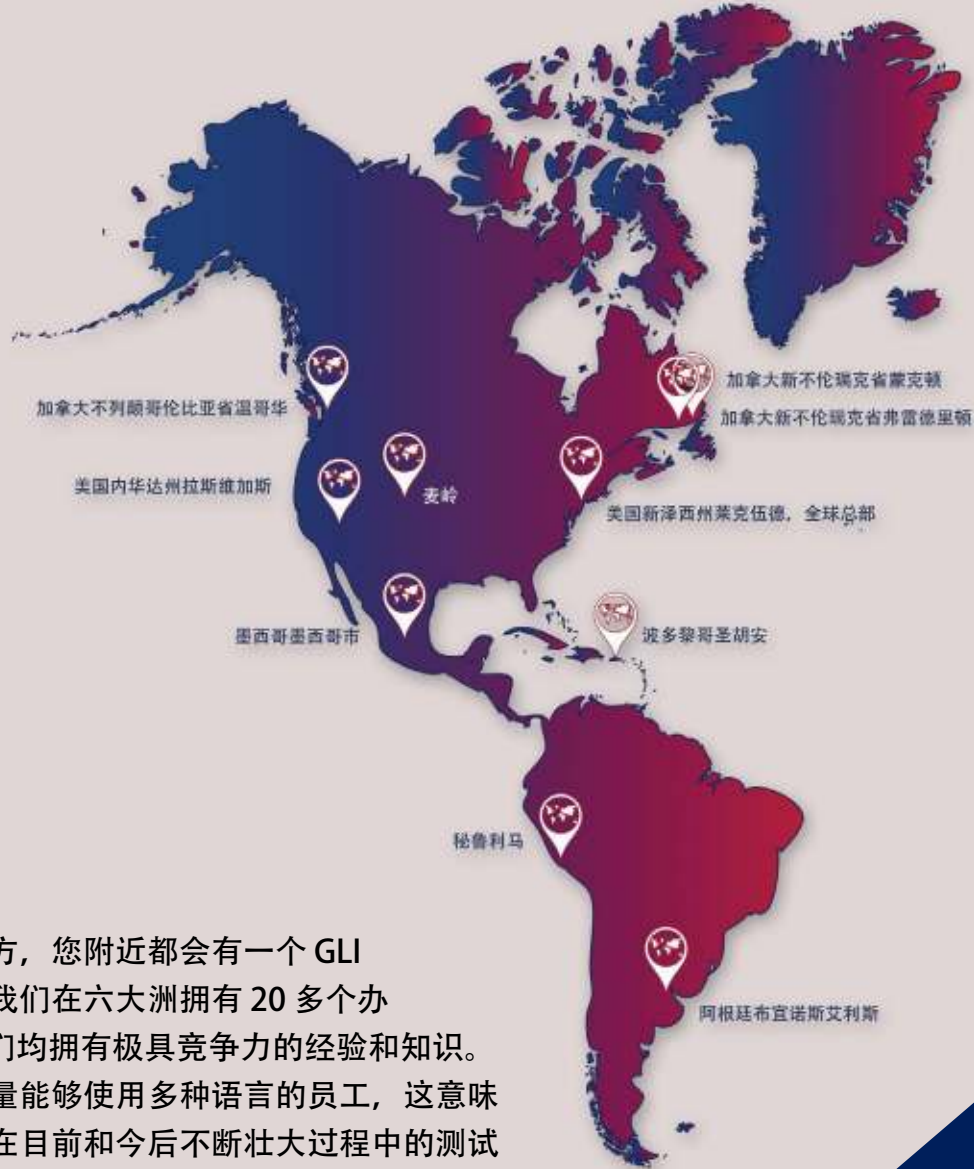 加拿大新不伦瑞克省蒙克顿
加拿大不列颠哥伦比亚省温哥华
加拿大新不伦瑞克省弗雷德里顿
美国内华达州拉斯维加斯
麦岭
美国新泽西州莱克伍德，全球总部
墨西哥墨西哥市
波多黎哥圣胡安
秘鲁利马
阿根廷布宜诺斯艾利斯
方，您附近都会有一个 GLI
我们在六大洲拥有 20 多个办
们均拥有极具竞争力的经验和知识。
量能够使用多种语言的员工，这意味
在目前和今后不断壮大过程中的测试